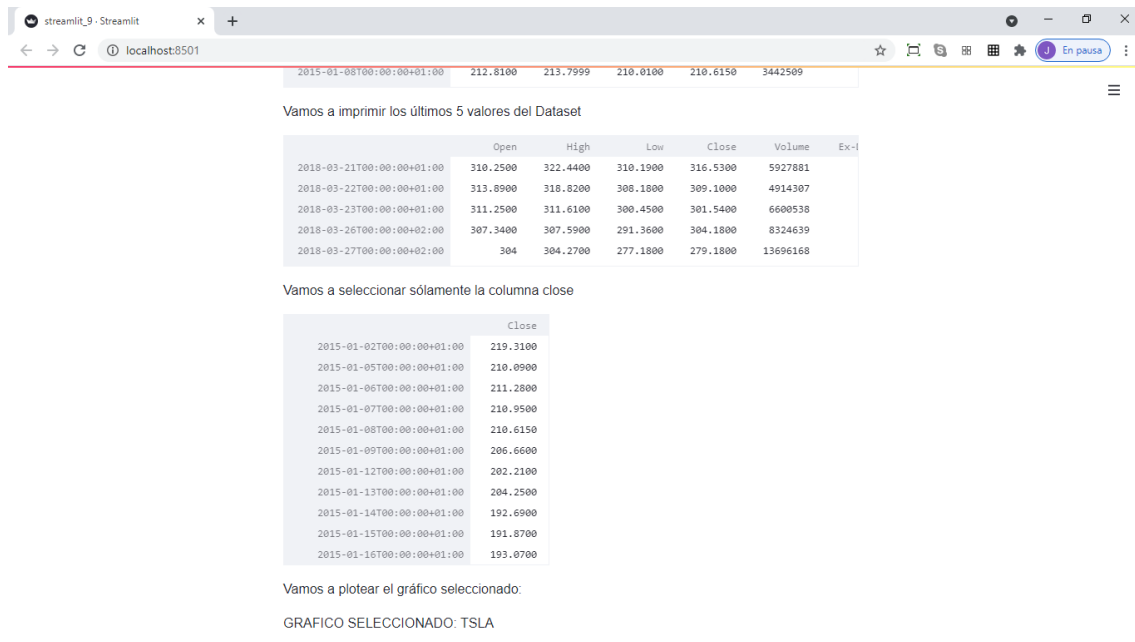 streamlit_9 · Streamlit
localhost:8501
J En pausa
2015-01-08T00:00:00+01:00 212.8100 213.7999 210.0100 210.6150 3442509
Vamos a imprimir los últimos 5 valores del Dataset
Open High Low Close Volume Ex-
2018-03-21T00:00:00+01:00 310.2500 322.4400 310.1900 316.5300 5927881
2018-03-22T00:00:00+01:00 313.8900 318.8200 308.1800 309.1000 4914307
2018-03-23T00:00:00+01:00 311.2500 311.6100 300.4500 301.5400 6600538
2018-03-26T00:00:00+02:00 307.3400 307.5900 291.3600 304.1800 8324639
2018-03-27T00:00:00+02:00 304 304.2700 277.1800 279.1800 13696168
Vamos a seleccionar sólamente la columna close
Close
2015-01-02T00:00:00+01:00 219.3100
2015-01-05T00:00:00+01:00 210.0900
2015-01-06T00:00:00+01:00 211.2800
2015-01-07T00:00:00+01:00 210.9500
2015-01-08T00:00:00+01:00 210.6150
2015-01-09T00:00:00+01:00 206.6600
2015-01-12T00:00:00+01:00 202.2100
2015-01-13T00:00:00+01:00 204.2500
2015-01-14T00:00:00+01:00 192.6900
2015-01-15T00:00:00+01:00 191.8700
2015-01-16T00:00:00+01:00 193.0700
Vamos a plotear el gráfico seleccionado:
GRAFICO SELECCIONADO: TSLA